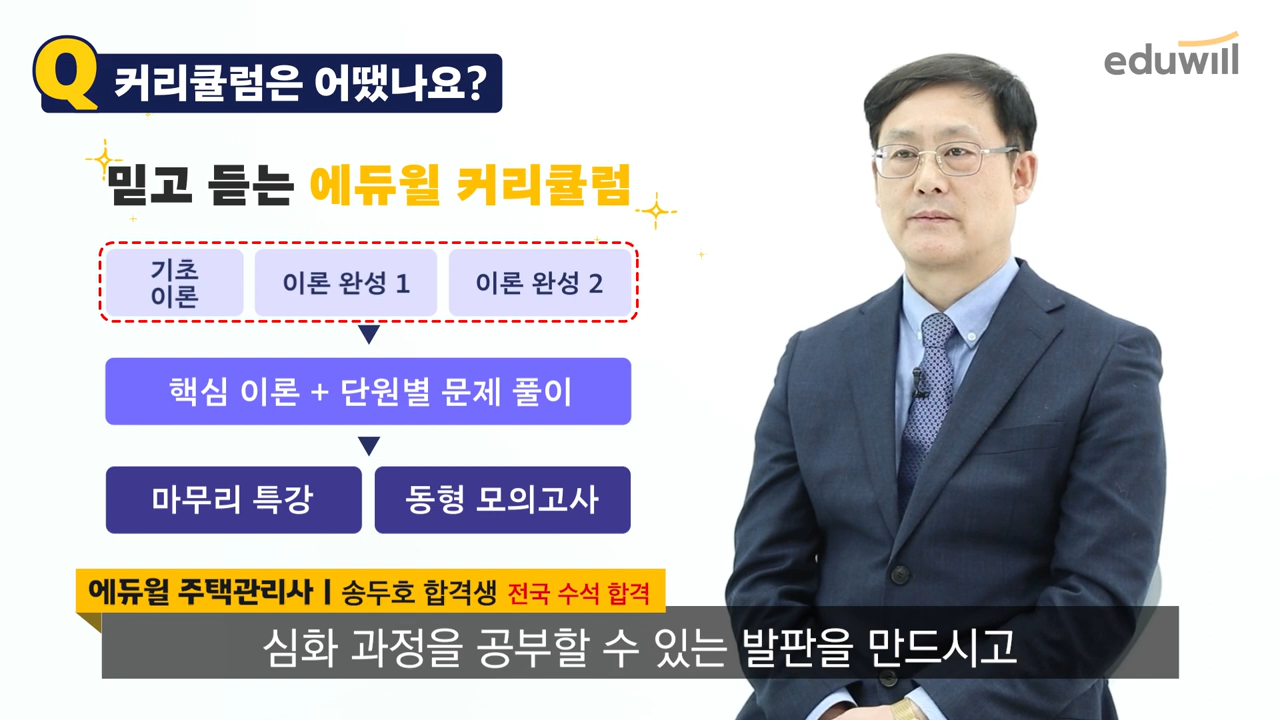 Q 커리큘럼은 어땠나요?
eduwill
믿고 듣는 에듀윌 커리큘럼
기초
이론
이론 완성 1
이론 완성 2
핵심 이론 + 단원별 문제 풀이
마무리 특강
동형 모의고사
에듀윌 주택관리사 | 송두호 합격생 전국 수석 합격
심화 과정을 공부할 수 있는 발판을 만드시고